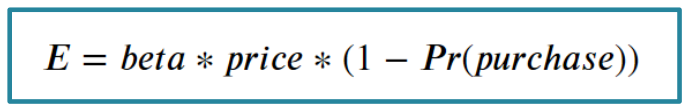 E = beta * price * (1 − Pr(purchase))